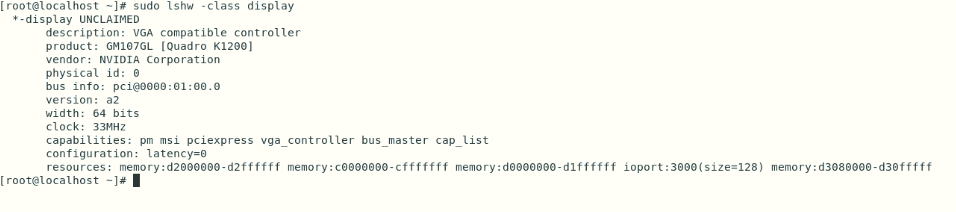 [root@localhost ~]# sudo lshw -class display
*-display UNCLAIMED
description: VGA compatible controller
product: GM107GL [Quadro K1200]
vendor: NVIDIA Corporation
physical id: 0
bus info: pci@0000:01:00.0
version: a2
width: 64 bits
clock: 33MHz
capabilities: pm msi pciexpress vga_controller bus_master cap_list
configuration: latency=0
resources: memory:d2000000-d2ffffff memory:c0000000-cfffffff memory:d0000000-d1ffffff ioport:3000(size=128) memory:d3080000-d30fffff
[root@localhost ~]#